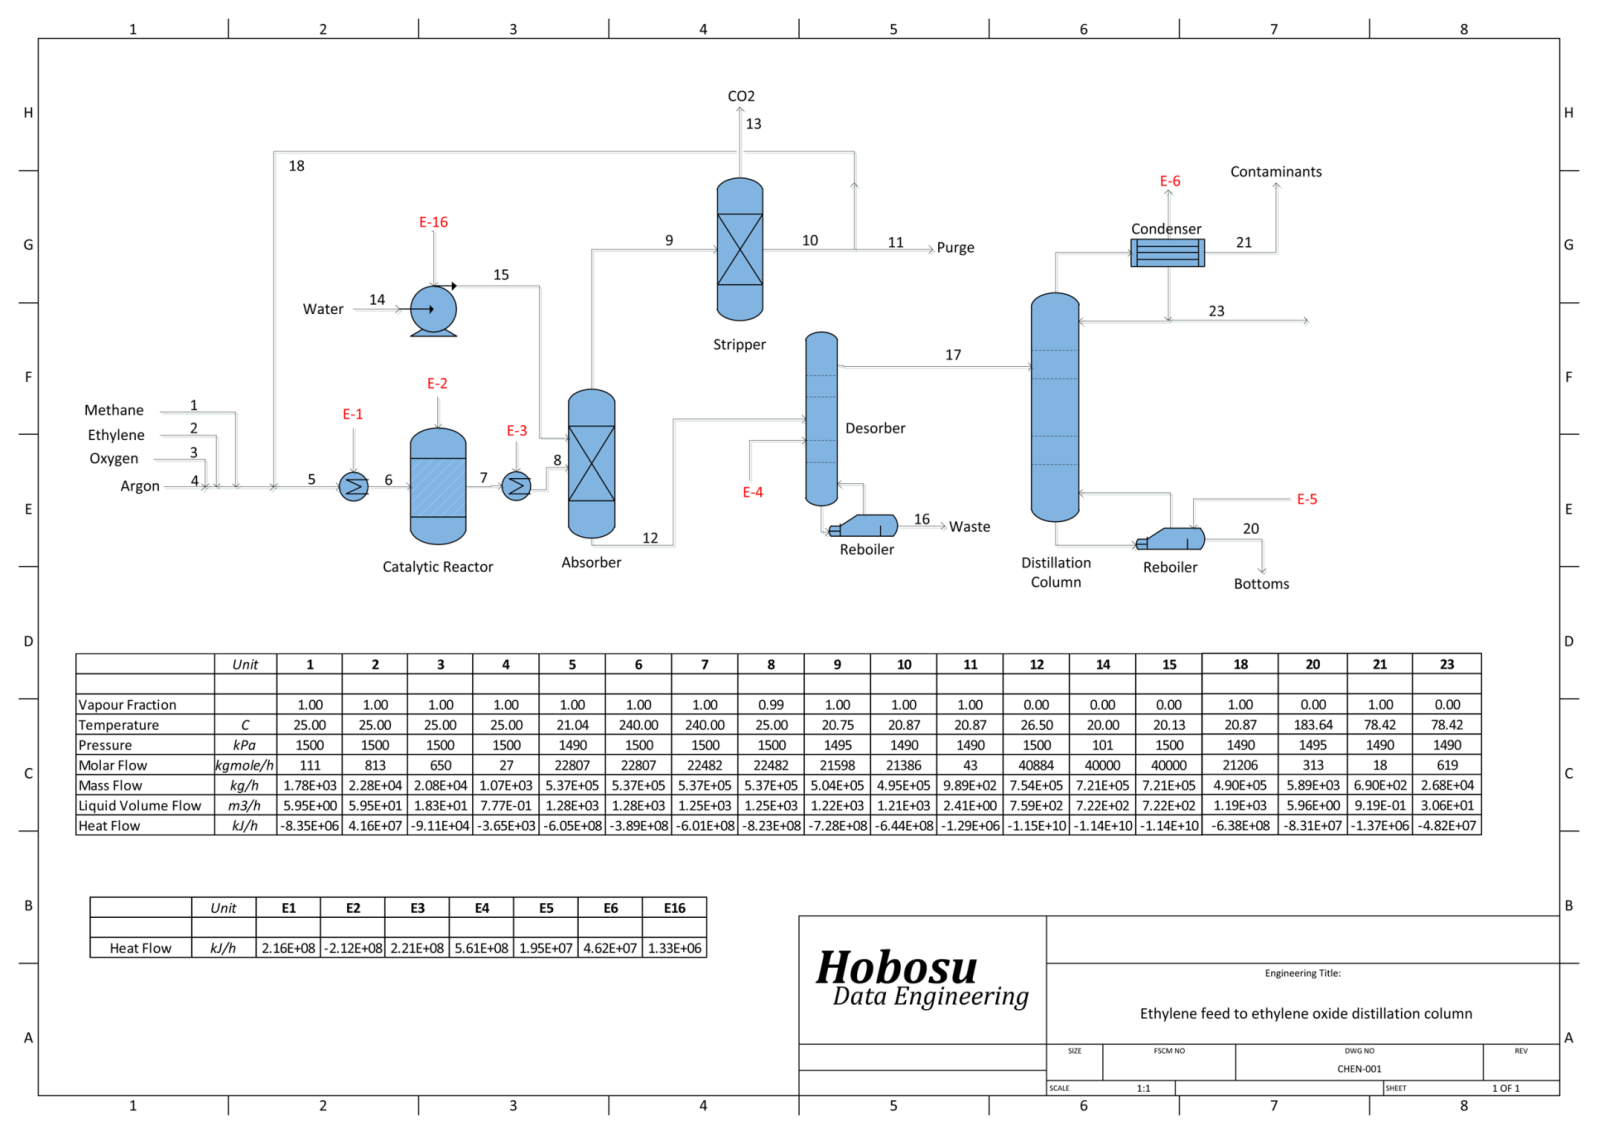 1 2 3 4 5 6 7 8
H H
G G
F F
E E
D D
C C
B B
A A
CO2
13
18
Contaminants
E-6
E-16
Condenser
9 10 11 Purge
21
15
14
Water
23
Stripper
17
E-2
Methane 1
E-1
Ethylene 2
E-3
Desorber
Oxygen 3
8
Argon 4 5 6 7
E-4
E-5
16 Waste
20
12
Reboiler
Catalytic Reactor
Absorber
Distillation
Column
Reboiler
Bottoms
Unit 1 2 3 4 5 6 7 8 9 10 11 12 14 15 18 20 21 23
Vapour Fraction 1.00 1.00 1.00 1.00 1.00 1.00 1.00 0.99 1.00 1.00 1.00 0.00 0.00 0.00 1.00 0.00 1.00 0.00
Temperature C 25.00 25.00 25.00 25.00 21.04 240.00 240.00 25.00 20.75 20.87 20.87 26.50 20.00 20.13 20.87 183.64 78.42 78.42
Pressure kPa 1500 1500 1500 1500 1490 1500 1500 1500 1495 1490 1490 1500 101 1500 1490 1495 1490 1490
Molar Flow kgmole/h 111 813 650 27 22807 22807 22482 22482 21598 21386 43 40884 40000 40000 21206 313 18 619
Mass Flow kg/h 1.78E+03 2.28E+04 2.08E+04 1.07E+03 5.37E+05 5.37E+05 5.37E+05 5.37E+05 5.04E+05 4.95E+05 9.89E+02 7.54E+05 7.21E+05 7.21E+05 4.90E+05 5.89E+03 6.90E+02 2.68E+04
Liquid Volume Flow m3/h 5.95E+00 5.95E+01 1.83E+01 7.77E-01 1.28E+03 1.28E+03 1.25E+03 1.25E+03 1.22E+03 1.21E+03 2.41E+00 7.59E+02 7.22E+02 7.22E+02 1.19E+03 5.96E+00 9.19E-01 3.06E+01
Heat Flow kJ/h -8.35E+06 4.16E+07 -9.11E+04 -3.65E+03 -6.05E+08 -3.89E+08 -6.01E+08 -8.23E+08 -7.28E+08 -6.44E+08 -1.29E+06 -1.15E+10 -1.14E+10 -1.14E+10 -6.38E+08 -8.31E+07 -1.37E+06 -4.82E+07
Unit E1 E2 E3 E4 E5 E6 E16
Heat Flow kJ/h 2.16E+08 -2.12E+08 2.21E+08 5.61E+08 1.95E+07 4.62E+07 1.33E+06
Hobosu
Data Engineering
Engineering Title:
Ethylene feed to ethylene oxide distillation column
SIZE FSCM NO DWG NO REV
CHEN-001
SCALE 1:1 SHEET 1 OF 1
1 2 3 4 5 6 7 8